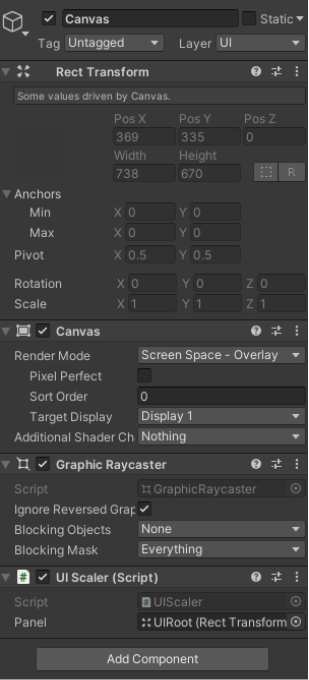 Canvas Static
Tag Untagged Layer UI
Rect Transform
Some values driven by Canvas.
Pos X Pos Y Pos Z
369 335 0
Width Height
738 670 R
Anchors
Min X 0 Y 0
Max X 0 Y 0
Pivot X 0.5 Y 0.5
Rotation X 0 Y 0 Z 0
Scale X 1 Y 1 Z 1
Canvas
Render Mode Screen Space - Overlay
Pixel Perfect
Sort Order 0
Target Display Display 1
Additional Shader Ch Nothing
Graphic Raycaster
Script GraphicRaycaster
Ignore Reversed Grap
Blocking Objects None
Blocking Mask Everything
# UI Scaler (Script)
Script # UIScaler
Panel UIRoot (Rect Transform
Add Component